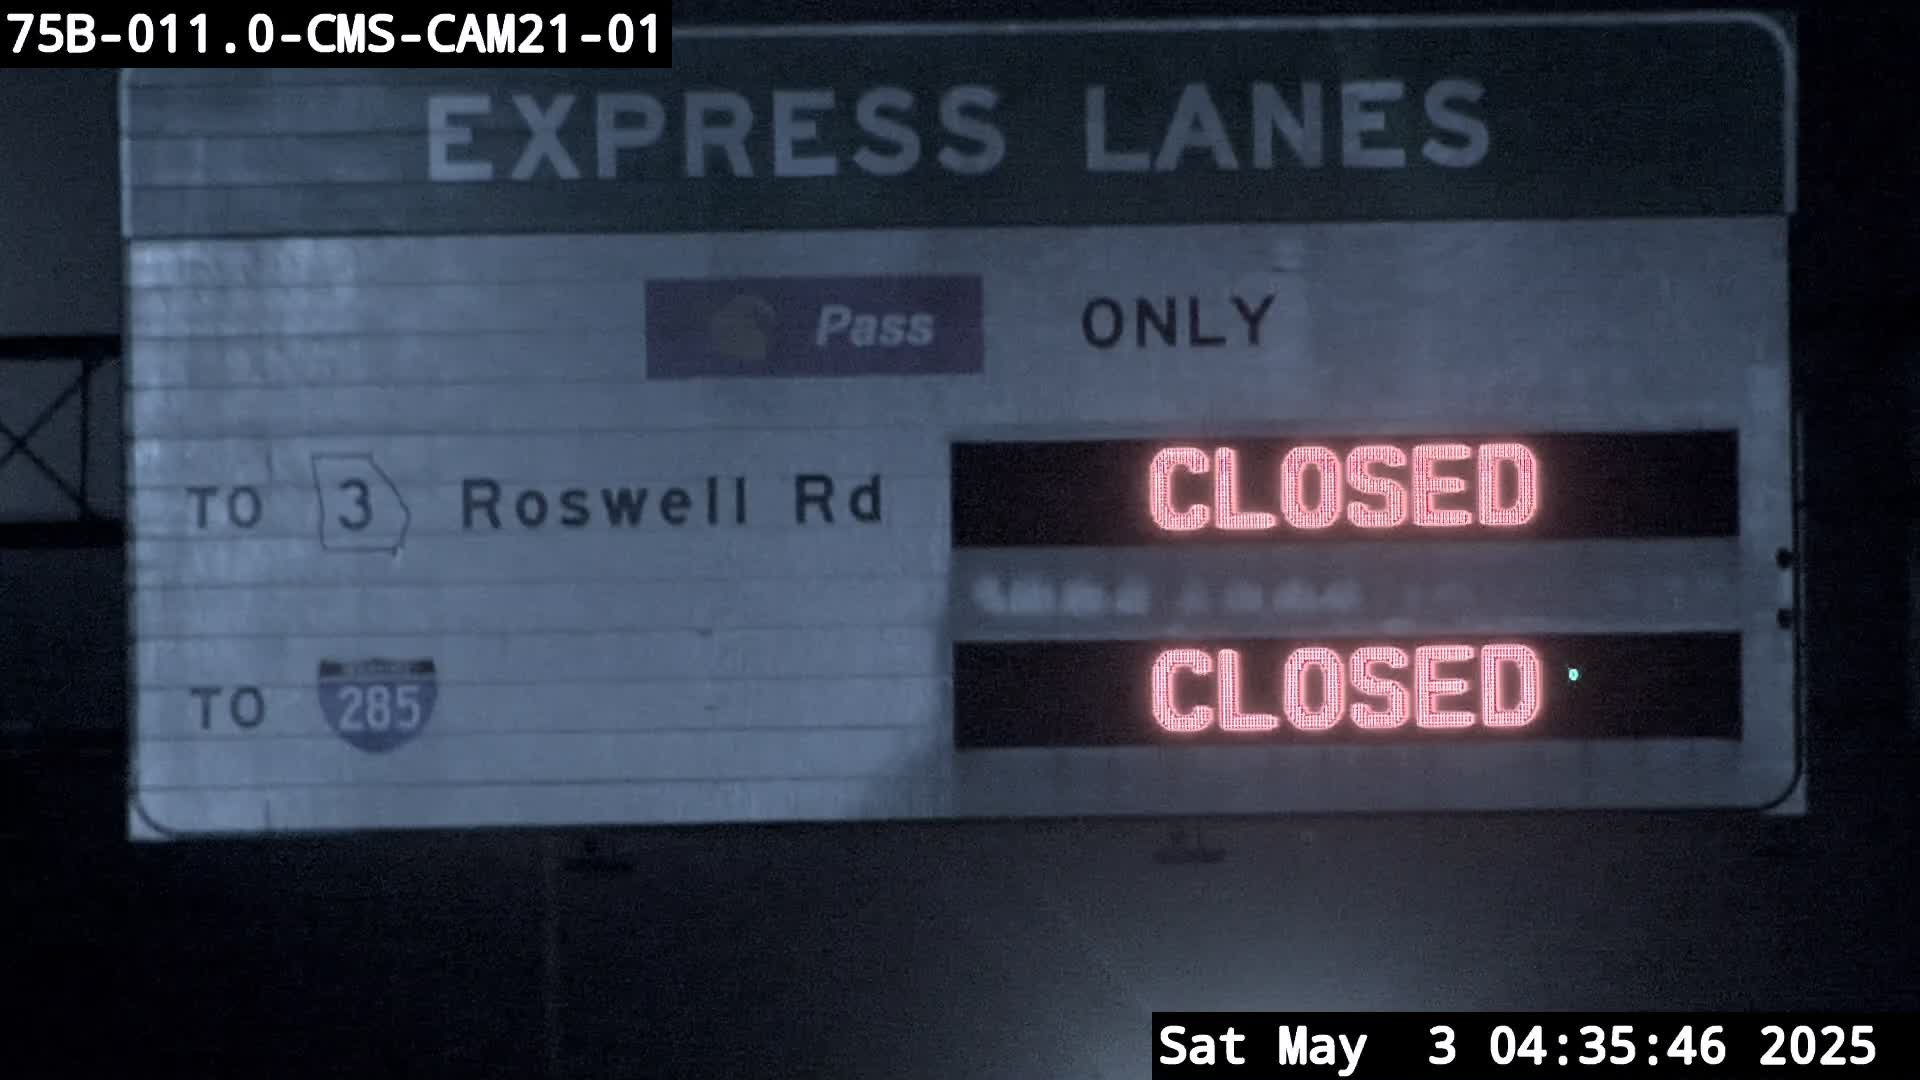 75B-011.0-CMS-CAM21-01
EXPRESS LANES
Pass ONLY
TO 3 Roswell Rd CLOSED
TO 285 CLOSED
Sat May 3 04:35:46 2025